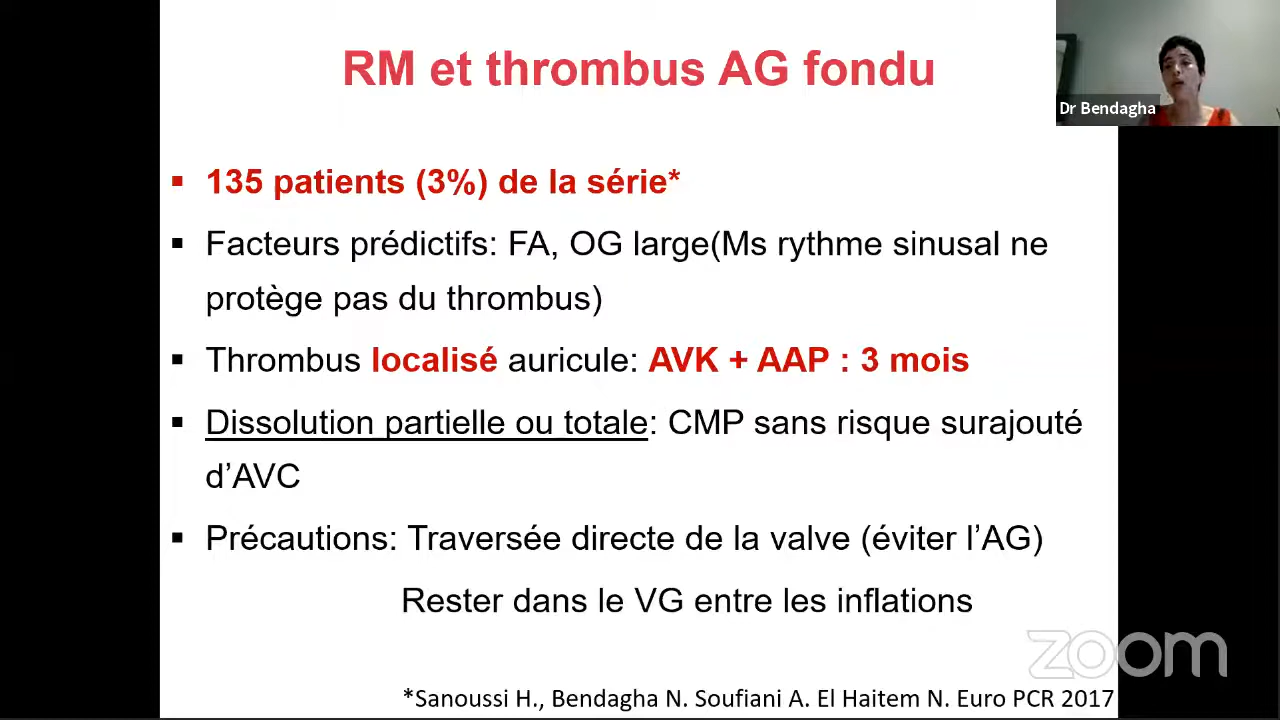 RM et thrombus AG fondu
Dr Bendagha
▪ 135 patients (3%) de la série*
▪ Facteurs prédictifs: FA, OG large(Ms rythme sinusal ne
protège pas du thrombus)
▪ Thrombus localisé auricule: AVK + AAP : 3 mois
▪ Dissolution partielle ou totale: CMP sans risque surajouté
d’AVC
▪ Précautions: Traversée directe de la valve (éviter l’AG)
Rester dans le VG entre les inflations
zoom
*Sanoussi H., Bendagha N. Soufiani A. El Haitem N. Euro PCR 2017